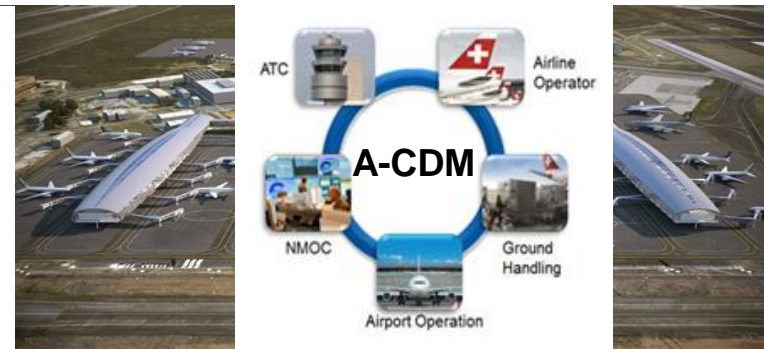 ATC
Airline
Operator
A-CDM
NMOC
Ground
Handling
Airport Operation